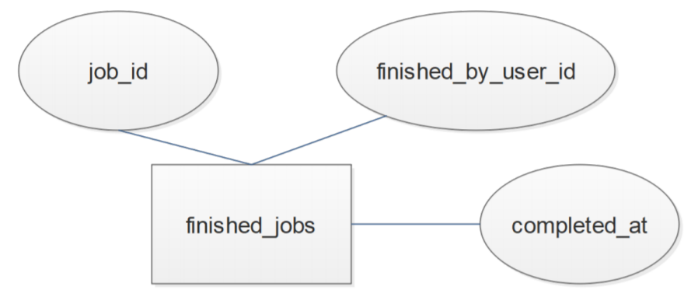 job_id
finished_by_user_id
finished_jobs
completed_at